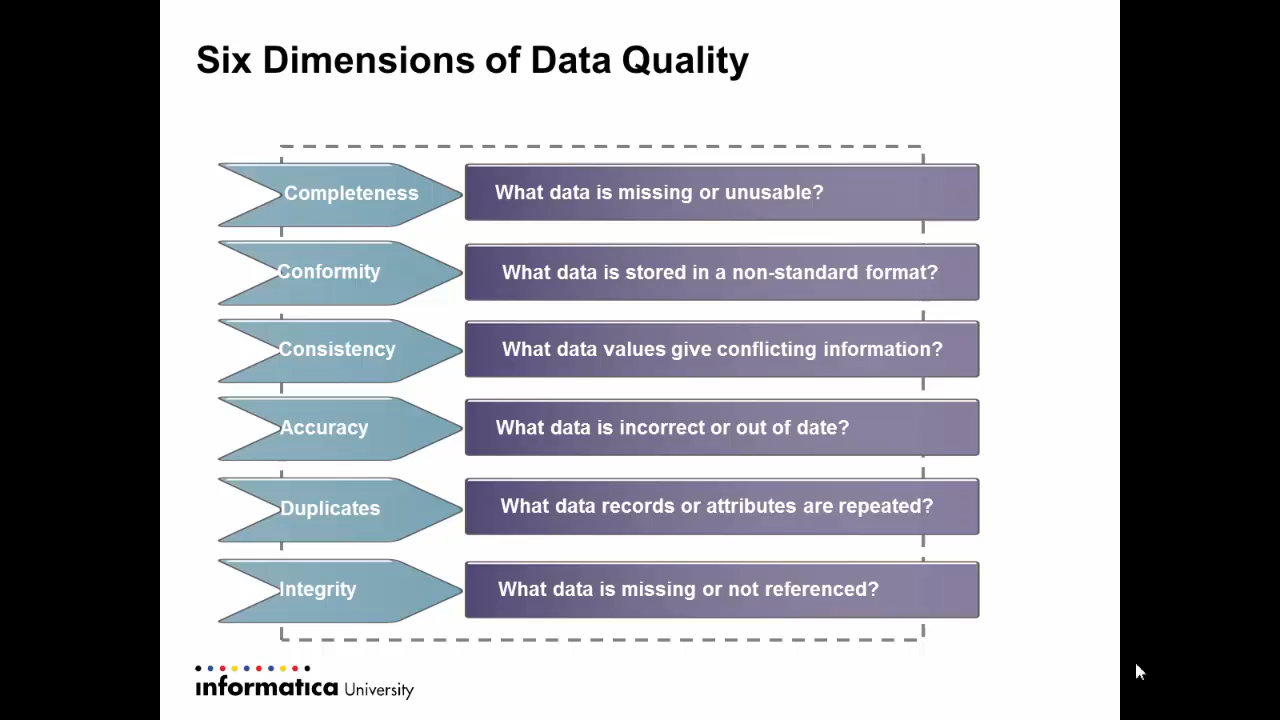 Six Dimensions of Data Quality
Completeness What data is missing or unusable?
Conformity What data is stored in a non-standard format?
Consistency What data values give conflicting information?
Accuracy What data is incorrect or out of date?
Duplicates What data records or attributes are repeated?
Integrity What data is missing or not referenced?
informatica University